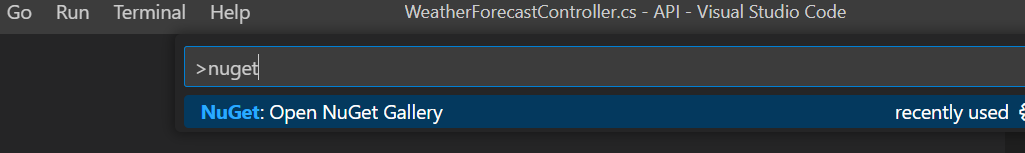 Go Run Terminal Help WeatherForecastController.cs - API - Visual Studio Code
>nuget
NuGet: Open NuGet Gallery recently used